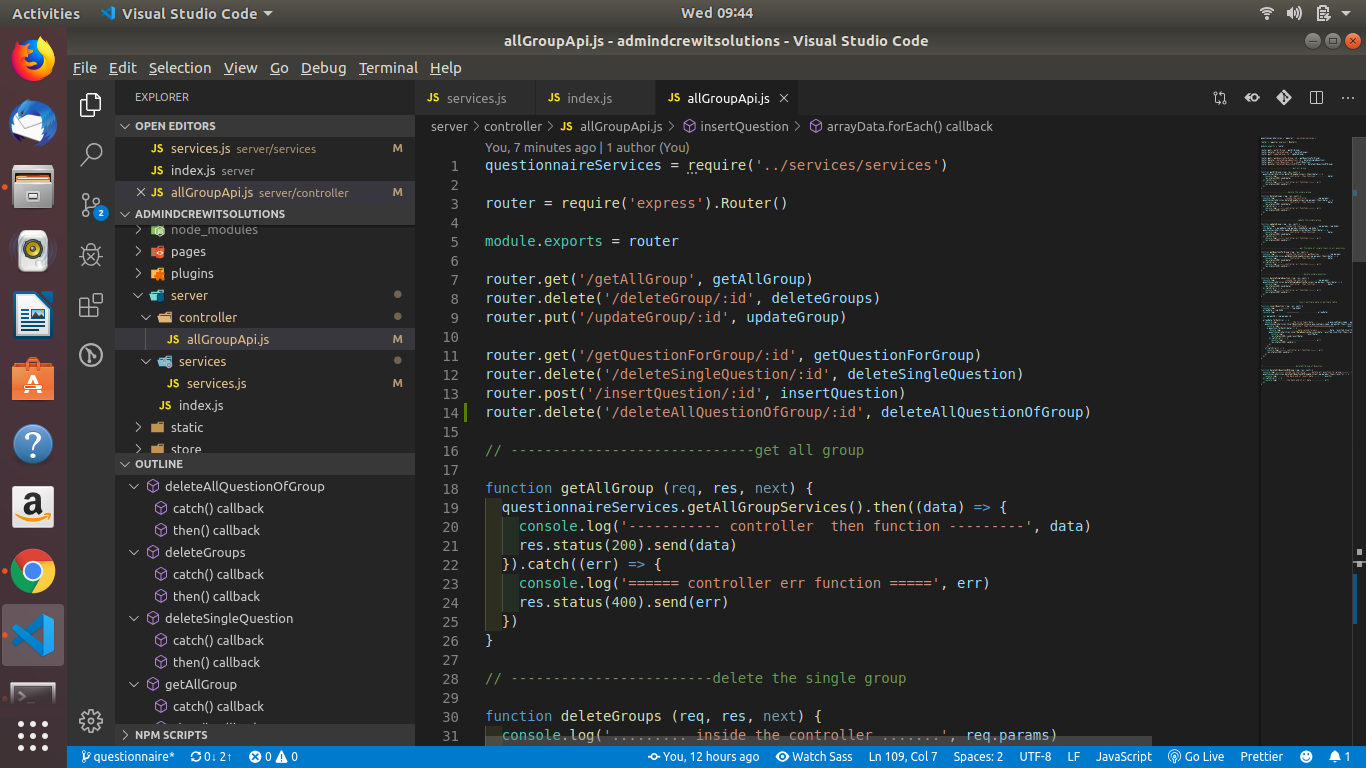 Activities Visual Studio Code Wed 09:44
allGroupApi.js - admindcrewitsolutions - Visual Studio Code
File Edit Selection View Go Debug Terminal Help
EXPLORER
OPEN EDITORS
JS services.js server/services M
JS index.js server
JS allGroupApi.js server/controller M
ADMINDCREWITSOLUTIONS
node_modules
pages
plugins
server
controller
JS allGroupApi.js M
services
JS services.js M
JS index.js
static
store
OUTLINE
deleteAllQuestionOfGroup
catch() callback
then() callback
deleteGroups
catch() callback
then() callback
deleteSingleQuestion
catch() callback
then() callback
getAllGroup
catch() callback
NPM SCRIPTS
2
JS services.js JS index.js JS allGroupApi.js
server > controller > JS allGroupApi.js > insertQuestion > arrayData.forEach() callback
You, 7 minutes ago | 1 author (You)
1 questionnaireServices = require('../services/services')
2
3 router = require('express').Router()
4
5 module.exports = router
6
7 router.get('/getAllGroup', getAllGroup)
8 router.delete('/deleteGroup/:id', deleteGroups)
9 router.put('/updateGroup/:id', updateGroup)
10
11 router.get('/getQuestionForGroup/:id', getQuestionForGroup)
12 router.delete('/deleteSingleQuestion/:id', deleteSingleQuestion)
13 router.post('/insertQuestion/:id', insertQuestion)
14 router.delete('/deleteAllQuestionOfGroup/:id', deleteAllQuestionOfGroup)
15
16 // -----------------------------get all group
17
18 function getAllGroup (req, res, next) {
19 questionnaireServices.getAllGroupServices().then((data) => {
20 console.log('----------- controller  then function ---------', data)
21 res.status(200).send(data)
22 }).catch((err) => {
23 console.log('====== controller err function =====', err)
24 res.status(400).send(err)
25 })
26 }
27
28 // ------------------------delete the single group
29
30 function deleteGroups (req, res, next) {
31 console.log('......... inside the controller .......', req.params)
questionnaire* 0↓ 2↑ 0 0 You, 12 hours ago Watch Sass Ln 109, Col 7 Spaces: 2 UTF-8 LF JavaScript Go Live Prettier 1